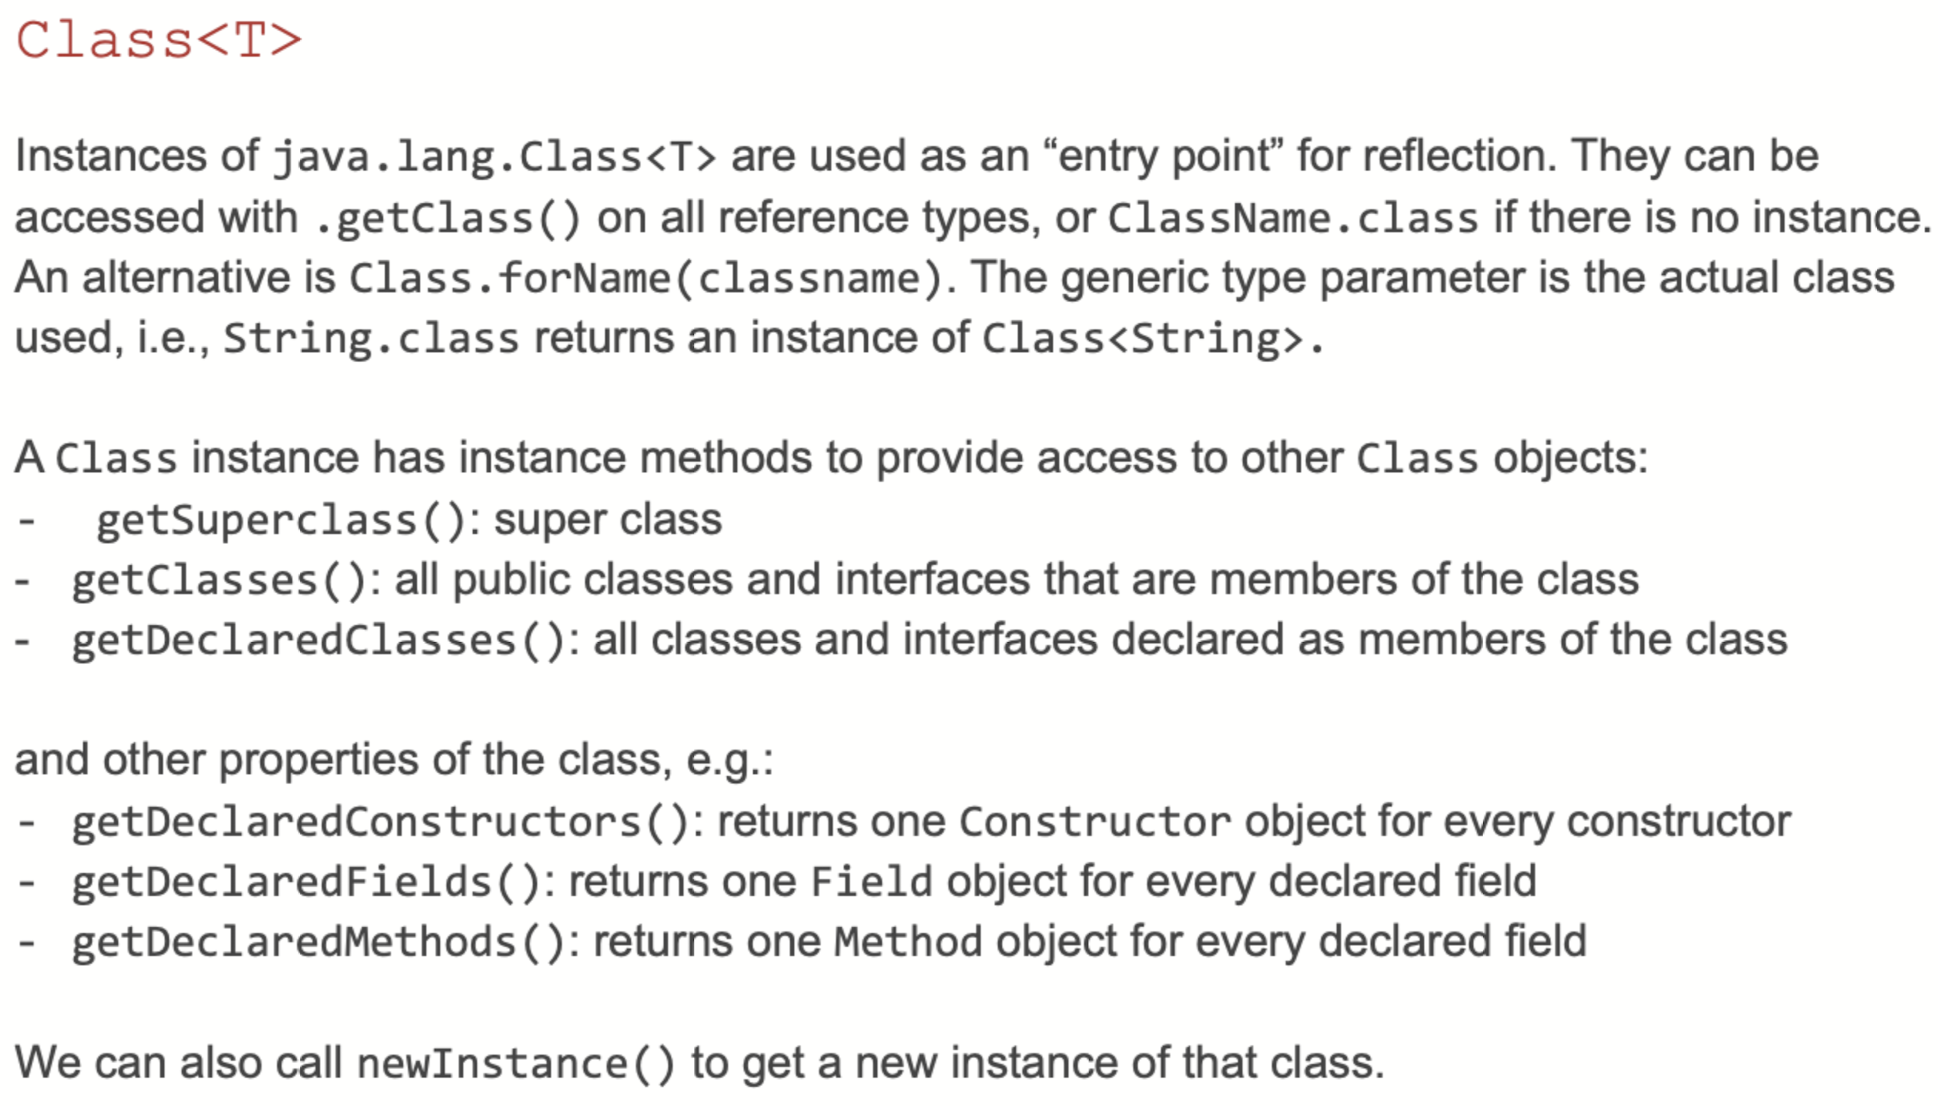 Class<T>
Instances of java.lang.Class<T> are used as an “entry point” for reflection. They can be
accessed with .getClass() on all reference types, or ClassName.class if there is no instance.
An alternative is Class.forName(classname). The generic type parameter is the actual class
used, i.e., String.class returns an instance of Class<String>.
A Class instance has instance methods to provide access to other Class objects:
- getSuperclass(): super class
- getClasses(): all public classes and interfaces that are members of the class
- getDeclaredClasses(): all classes and interfaces declared as members of the class
and other properties of the class, e.g.:
- getDeclaredConstructors(): returns one Constructor object for every constructor
- getDeclaredFields(): returns one Field object for every declared field
- getDeclaredMethods(): returns one Method object for every declared field
We can also call newInstance() to get a new instance of that class.